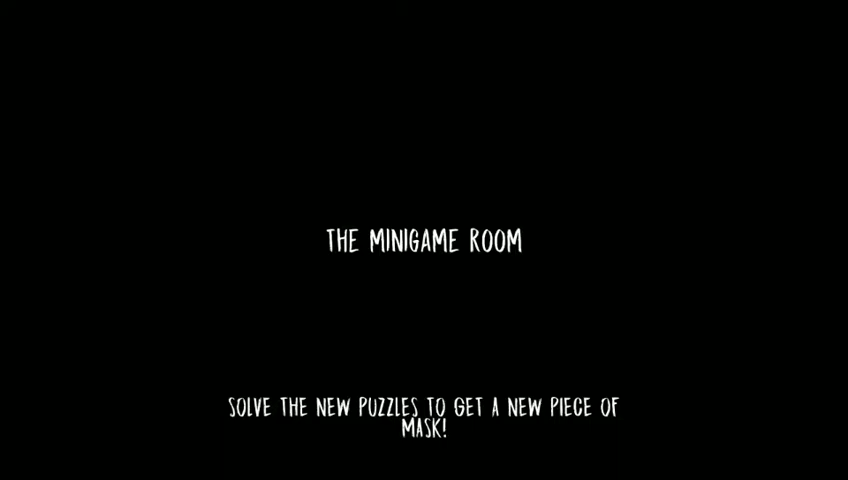 THE MINIGAME ROOM
SOLVE THE NEW PUZZLES TO GET A NEW PIECE OF
MASK!